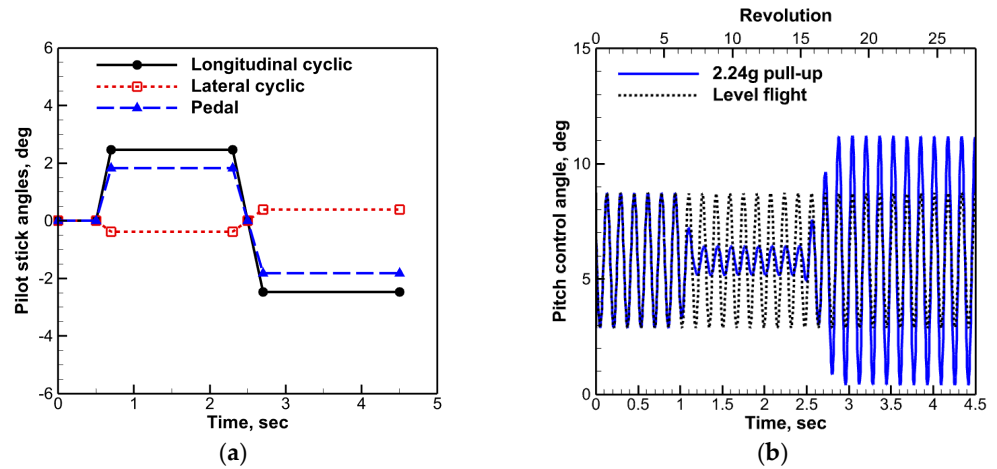 6
4
2
0
-2
-4
-6
Pilot stick angles, deg
Longitudinal cyclic
Lateral cyclic
Pedal
0 1 2 3 4 5
Time, sec
(a)
Revolution
0 5 10 15 20 25
15
10
5
0
Pitch control angle, deg
2.24g pull-up
Level flight
0 0.5 1 1.5 2 2.5 3 3.5 4 4.5
Time, sec
(b)